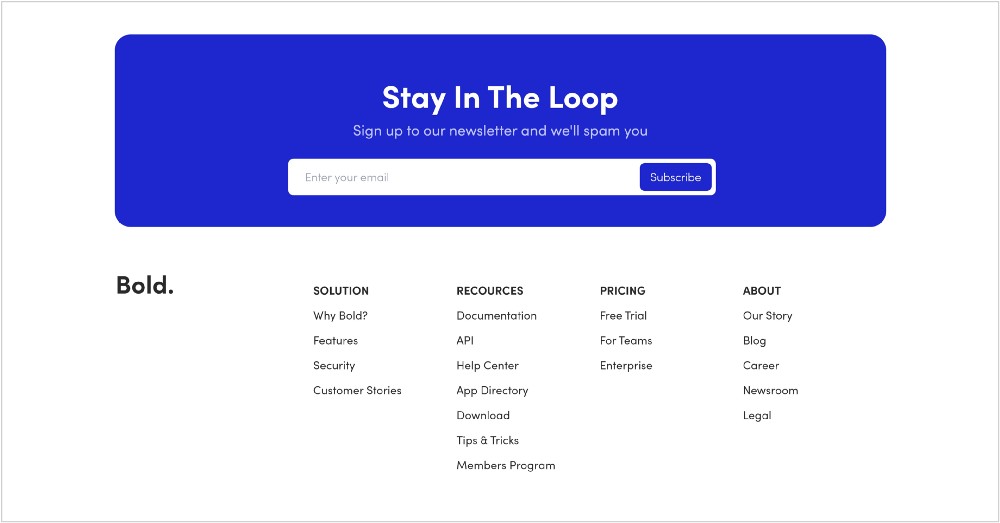 Stay In The Loop
Sign up to our newsletter and we'll spam you
Enter your email
Subscribe
Bold.
SOLUTION
Why Bold?
Features
Security
Customer Stories
RECOURCES
Documentation
API
Help Center
App Directory
Download
Tips & Tricks
Members Program
PRICING
Free Trial
For Teams
Enterprise
ABOUT
Our Story
Blog
Career
Newsroom
Legal